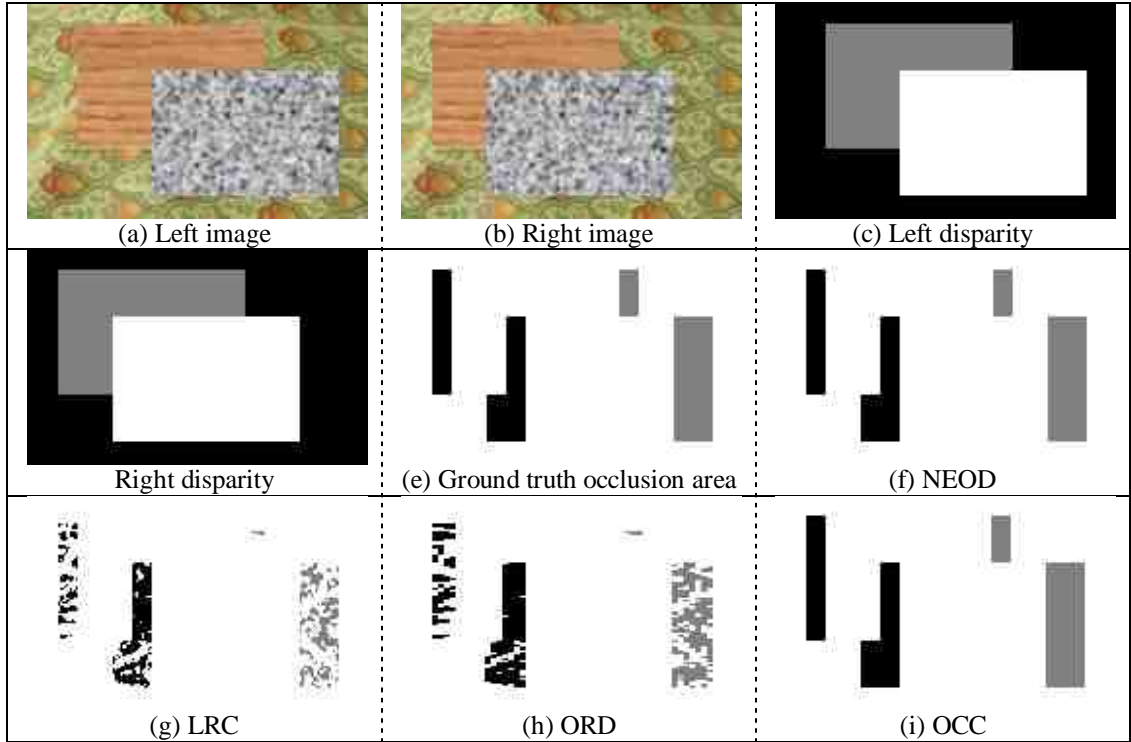 (a) Left image
(b) Right image
(c) Left disparity
Right disparity
(e) Ground truth occlusion area
(f) NEOD
(g) LRC
(h) ORD
(i) OCC